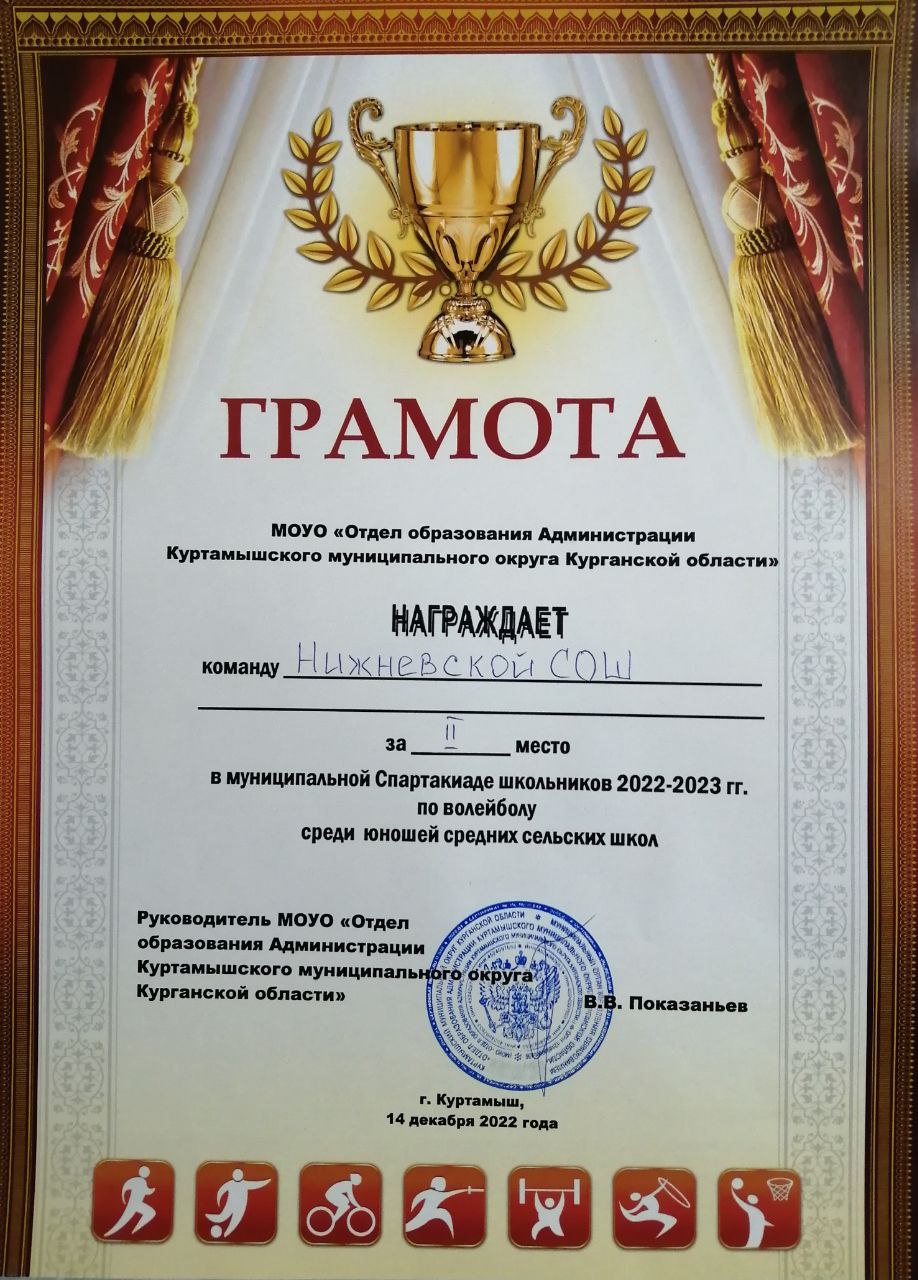 ГРАМОТА
МОУО «Отдел образования Администрации
Куртамышского муниципального округа Курганской области»
НАГРАЖДАЕТ
команду Нижневской СОШ
за II место
в муниципальной Спартакиаде школьников 2022-2023 гг.
по волейболу
среди юношей средних сельских школ
Руководитель МОУО «Отдел
образования Администрации
Куртамышского муниципального округа
Курганской области»
В.В. Показаньев
г. Куртамыш,
14 декабря 2022 года